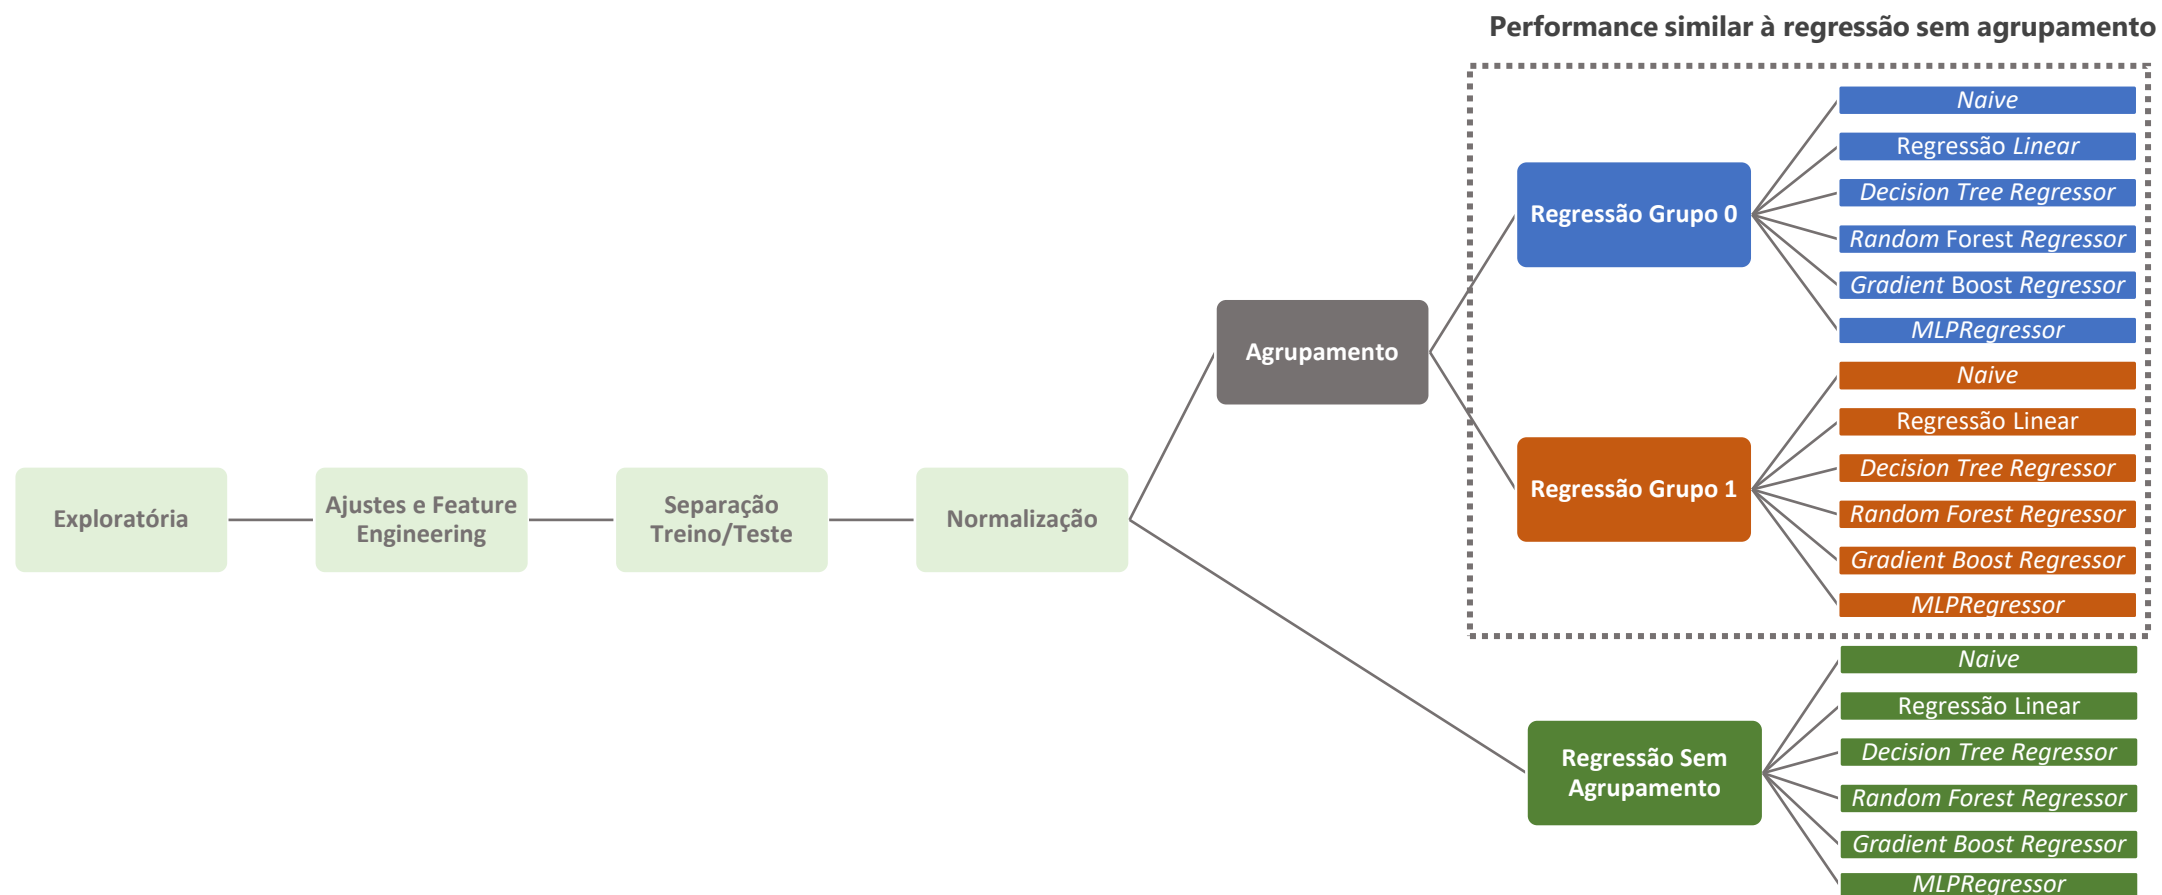 Performance similar à regressão sem agrupamento
Exploratória
Ajustes e Feature
Engineering
Separação
Treino/Teste
Normalização
Agrupamento
Regressão Grupo 0
Naive
Regressão Linear
Decision Tree Regressor
Random Forest Regressor
Gradient Boost Regressor
MLPRegressor
Regressão Grupo 1
Naive
Regressão Linear
Decision Tree Regressor
Random Forest Regressor
Gradient Boost Regressor
MLPRegressor
Regressão Sem
Agrupamento
Naive
Regressão Linear
Decision Tree Regressor
Random Forest Regressor
Gradient Boost Regressor
MLPRegressor